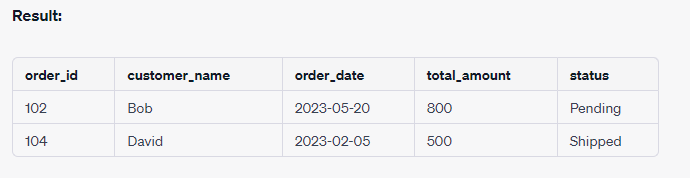 Result:
order_id customer_name order_date total_amount status
102 Bob 2023-05-20 800 Pending
104 David 2023-02-05 500 Shipped